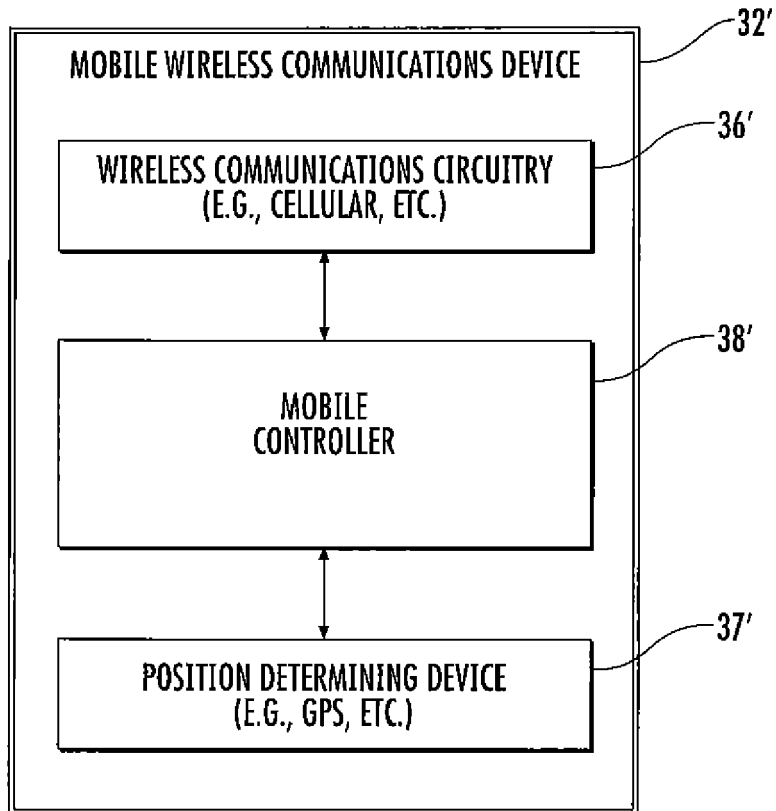 32'
MOBILE WIRELESS COMMUNICATIONS DEVICE
36'
WIRELESS COMMUNICATIONS CIRCUITRY
(E.G., CELLULAR, ETC.)
38'
MOBILE
CONTROLLER
37'
POSITION DETERMINING DEVICE
(E.G., GPS, ETC.)